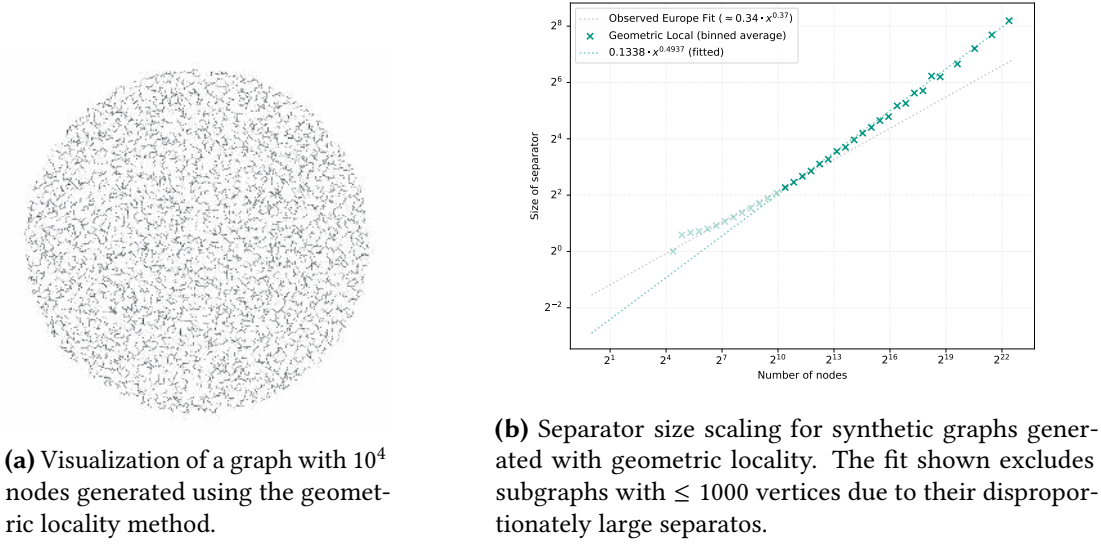 Observed Europe Fit (≈ 0.34 • x^0.37)
Geometric Local (binned average)
0.1338 • x^0.4937 (fitted)
Size of separator
2^8
2^6
2^4
2^2
2^0
2^−2
2^1 2^4 2^7 2^10 2^13 2^16 2^19 2^22
Number of nodes
(a) Visualization of a graph with 10^4
nodes generated using the geomet-
ric locality method.
(b) Separator size scaling for synthetic graphs gener-
ated with geometric locality. The fit shown excludes
subgraphs with ≤ 1000 vertices due to their dispropor-
tionately large separatos.